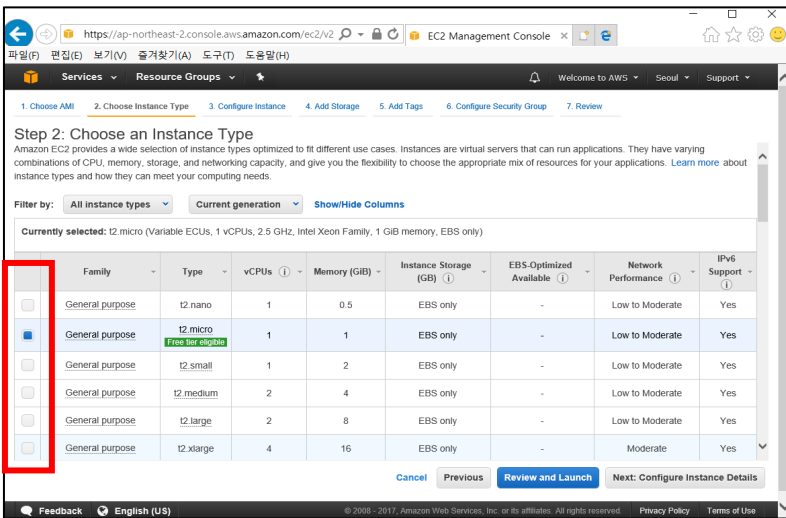 https://ap-northeast-2.console.aws.amazon.com/ec2/v2
EC2 Management Console
파일(F) 편집(E) 보기(V) 즐겨찾기(A) 도구(T) 도움말(H)
Services Resource Groups Welcome to AWS Seoul Support
1. Choose AMI 2. Choose Instance Type 3. Configure Instance 4. Add Storage 5. Add Tags 6. Configure Security Group 7. Review
Step 2: Choose an Instance Type
Amazon EC2 provides a wide selection of instance types optimized to fit different use cases. Instances are virtual servers that can run applications. They have varying
combinations of CPU, memory, storage, and networking capacity, and give you the flexibility to choose the appropriate mix of resources for your applications. Learn more about
instance types and how they can meet your computing needs.
Filter by: All instance types Current generation Show/Hide Columns
Currently selected: t2.micro (Variable ECUs, 1 vCPUs, 2.5 GHz, Intel Xeon Family, 1 GiB memory, EBS only)
Family Type vCPUs Memory (GiB) Instance Storage (GB) EBS-Optimized Available Network Performance IPv6 Support
General purpose t2.nano 1 0.5 EBS only - Low to Moderate Yes
General purpose t2.micro Free tier eligible 1 1 EBS only - Low to Moderate Yes
General purpose t2.small 1 2 EBS only - Low to Moderate Yes
General purpose t2.medium 2 4 EBS only - Low to Moderate Yes
General purpose t2.large 2 8 EBS only - Low to Moderate Yes
General purpose t2.xlarge 4 16 EBS only - Moderate Yes
Cancel Previous Review and Launch Next: Configure Instance Details
Feedback English (US) © 2008 - 2017, Amazon Web Services, Inc. or its affiliates. All rights reserved. Privacy Policy Terms of Use